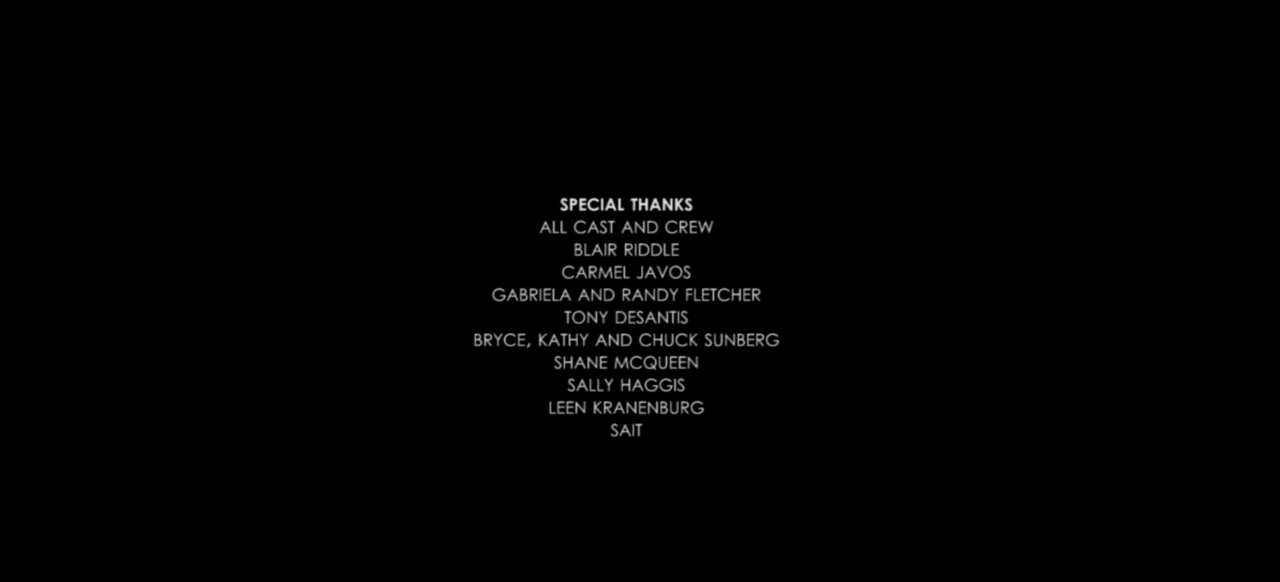 SPECIAL THANKS
ALL CAST AND CREW
BLAIR RIDDLE
CARMEL JAVOS
GABRIELA AND RANDY FLETCHER
TONY DESANTIS
BRYCE, KATHY AND CHUCK SUNBERG
SHANE MCQUEEN
SALLY HAGGIS
LEEN KRANENBURG
SAIT